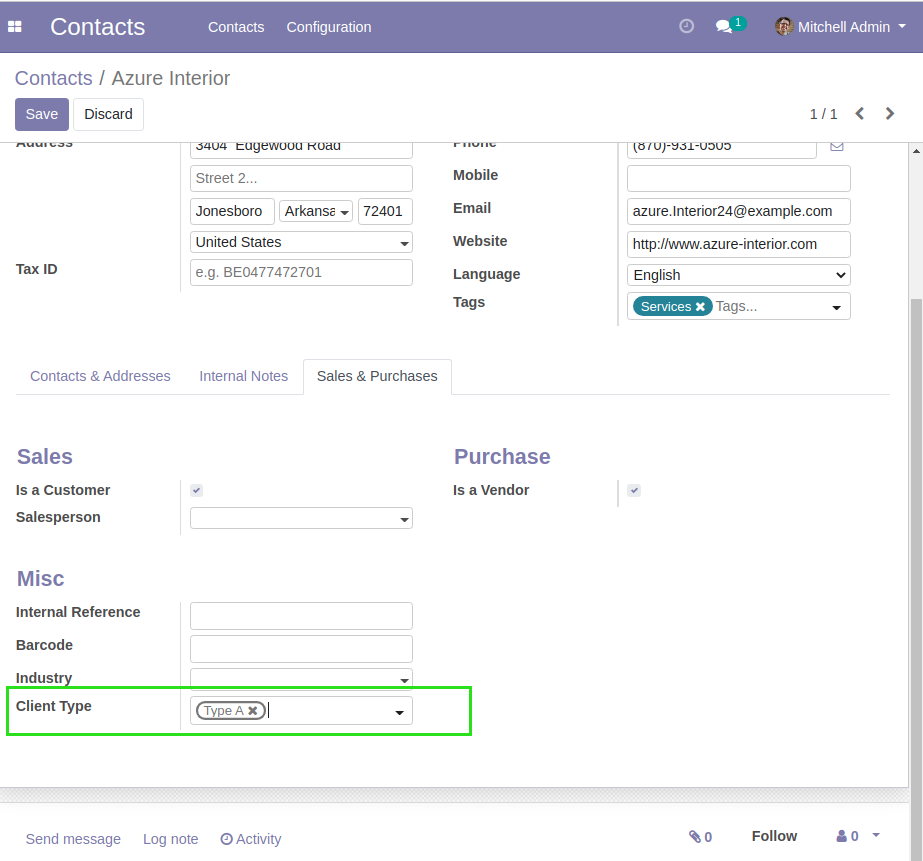 Contacts Contacts Configuration 1 Mitchell Admin
Contacts / Azure Interior
Save Discard 1 / 1
Address 3404 Edgewood Road Phone (870)-931-0505
Street 2... Mobile
Jonesboro Arkansa 72401 Email azure.Interior24@example.com
United States Website http://www.azure-interior.com
Tax ID e.g. BE0477472701 Language English
Tags Services Tags...
Contacts & Addresses Internal Notes Sales & Purchases
Sales Purchase
Is a Customer Is a Vendor
Salesperson
Misc
Internal Reference
Barcode
Industry
Client Type Type A
Send message Log note Activity 0 Follow 0